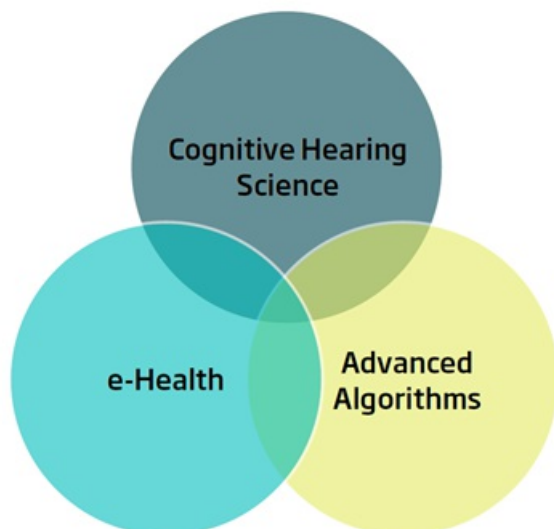 Cognitive Hearing
Science
e-Health
Advanced
Algorithms